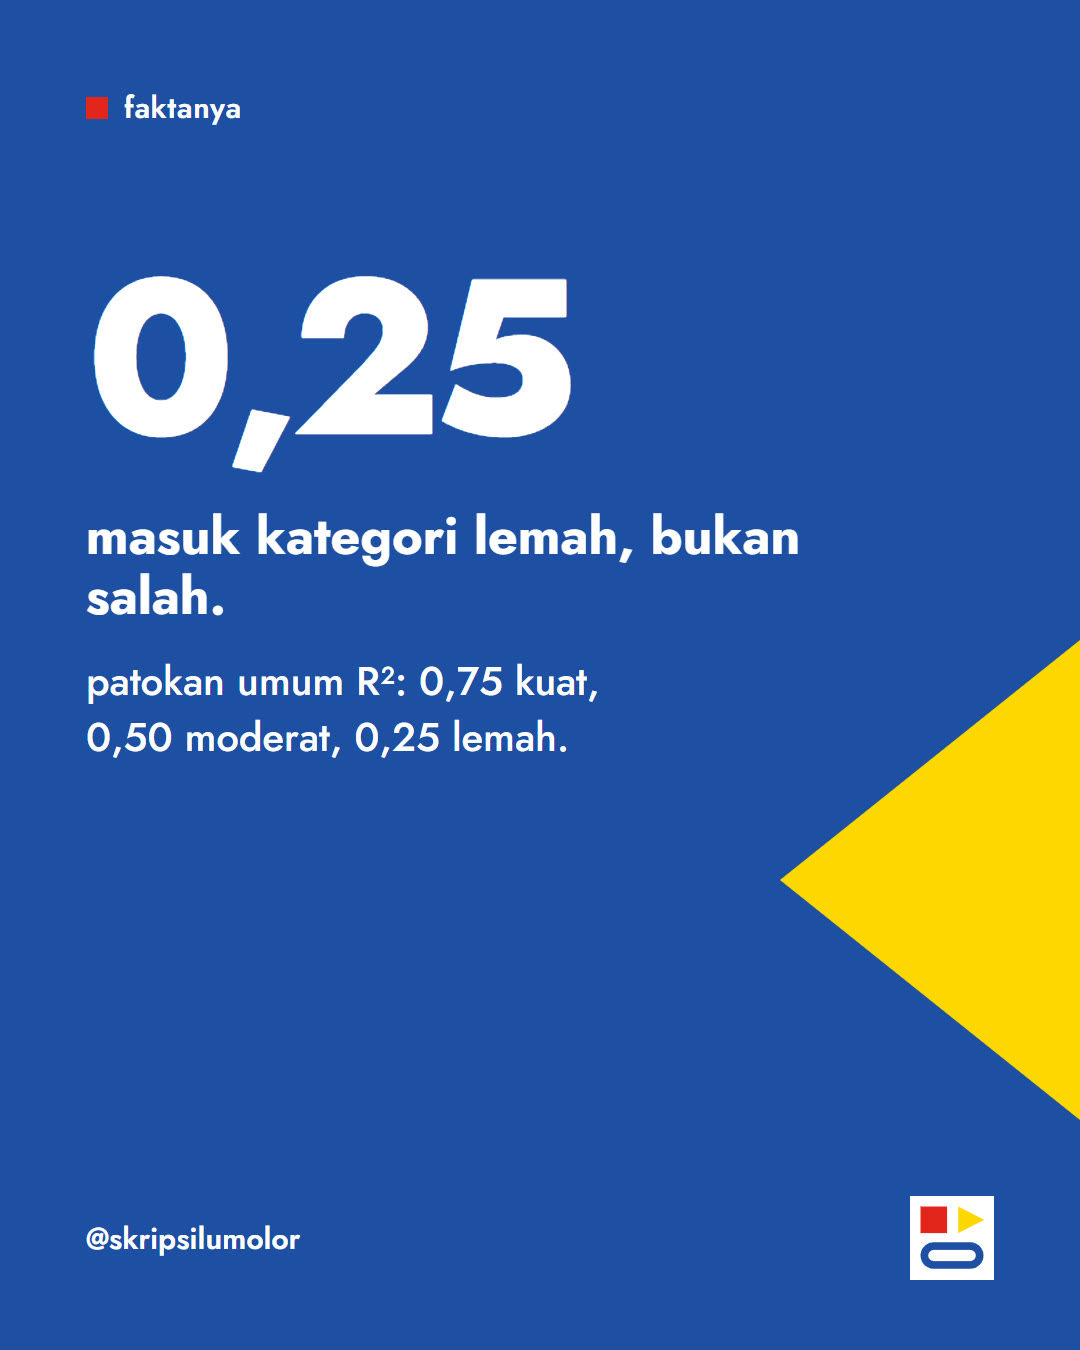 faktanya
0,25
masuk kategori lemah, bukan
salah.
patokan umum R²: 0,75 kuat,
0,50 moderat, 0,25 lemah.
@skripsilumolor